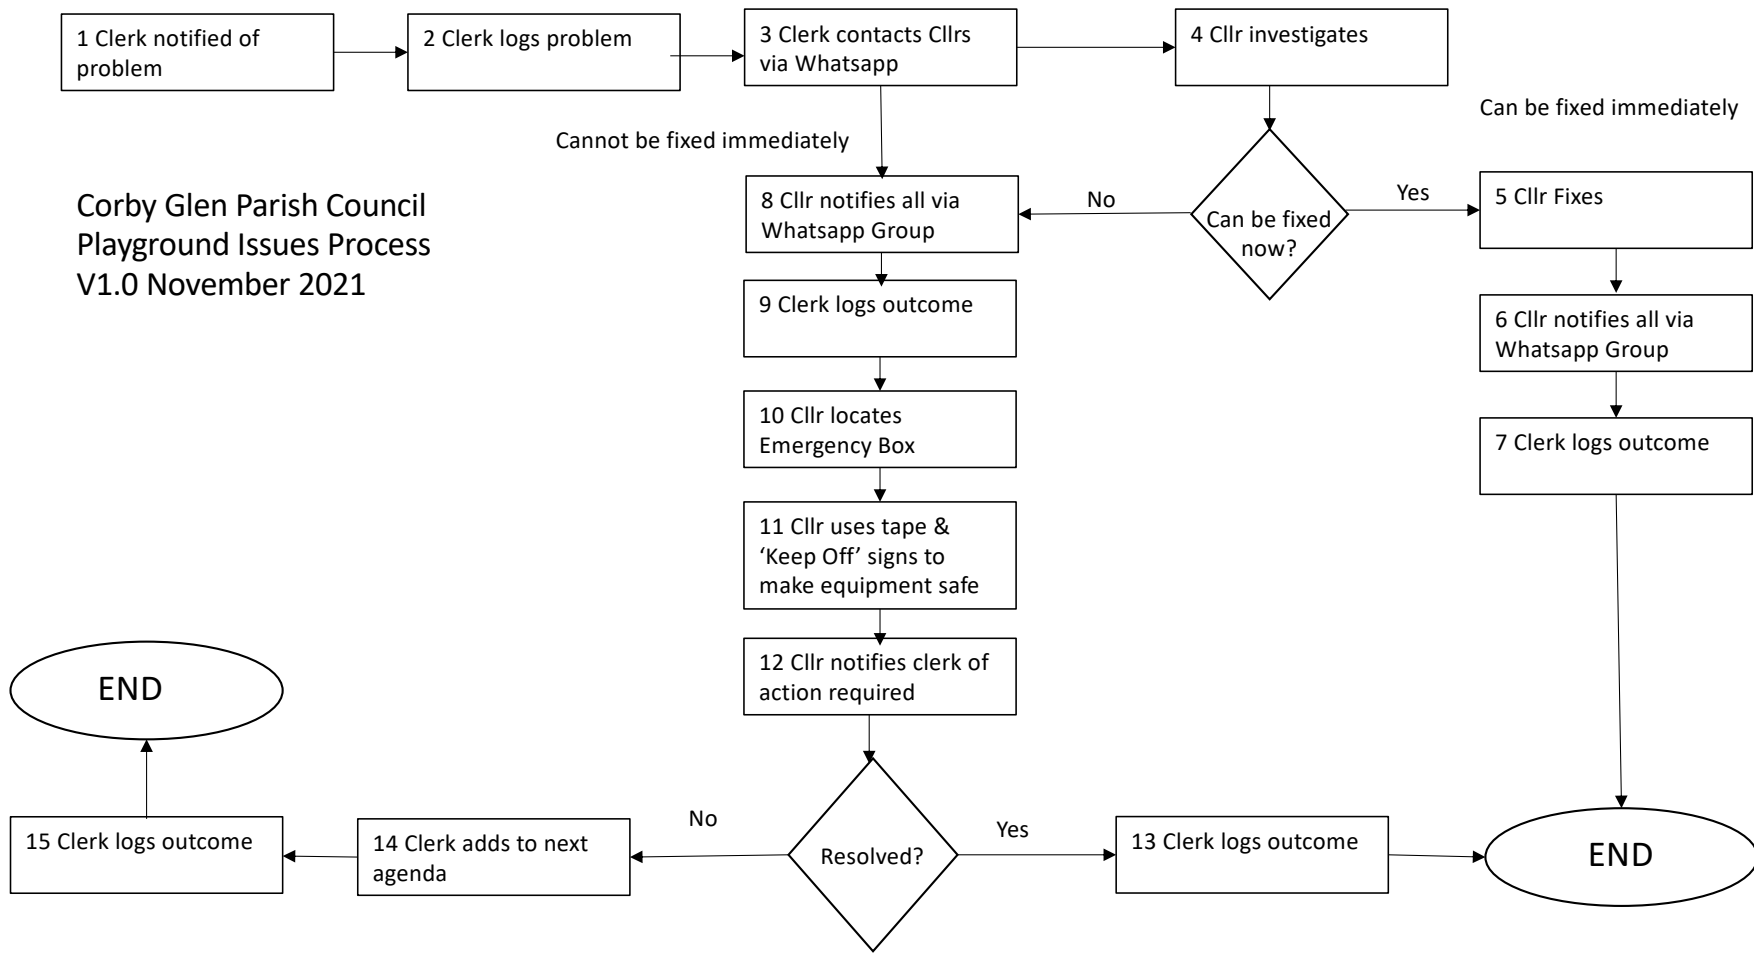 1 Clerk notified of
problem
2 Clerk logs problem
3 Clerk contacts Cllrs
via Whatsapp
4 Cllr investigates
Can be fixed immediately
Cannot be fixed immediately
Corby Glen Parish Council
Playground Issues Process
V1.0 November 2021
8 Cllr notifies all via
Whatsapp Group
No
Can be fixed
now?
Yes
5 Cllr Fixes
9 Clerk logs outcome
6 Cllr notifies all via
Whatsapp Group
10 Cllr locates
Emergency Box
7 Clerk logs outcome
11 Cllr uses tape &
‘Keep Off’ signs to
make equipment safe
12 Cllr notifies clerk of
action required
END
15 Clerk logs outcome
14 Clerk adds to next
agenda
No
Resolved?
Yes
13 Clerk logs outcome
END